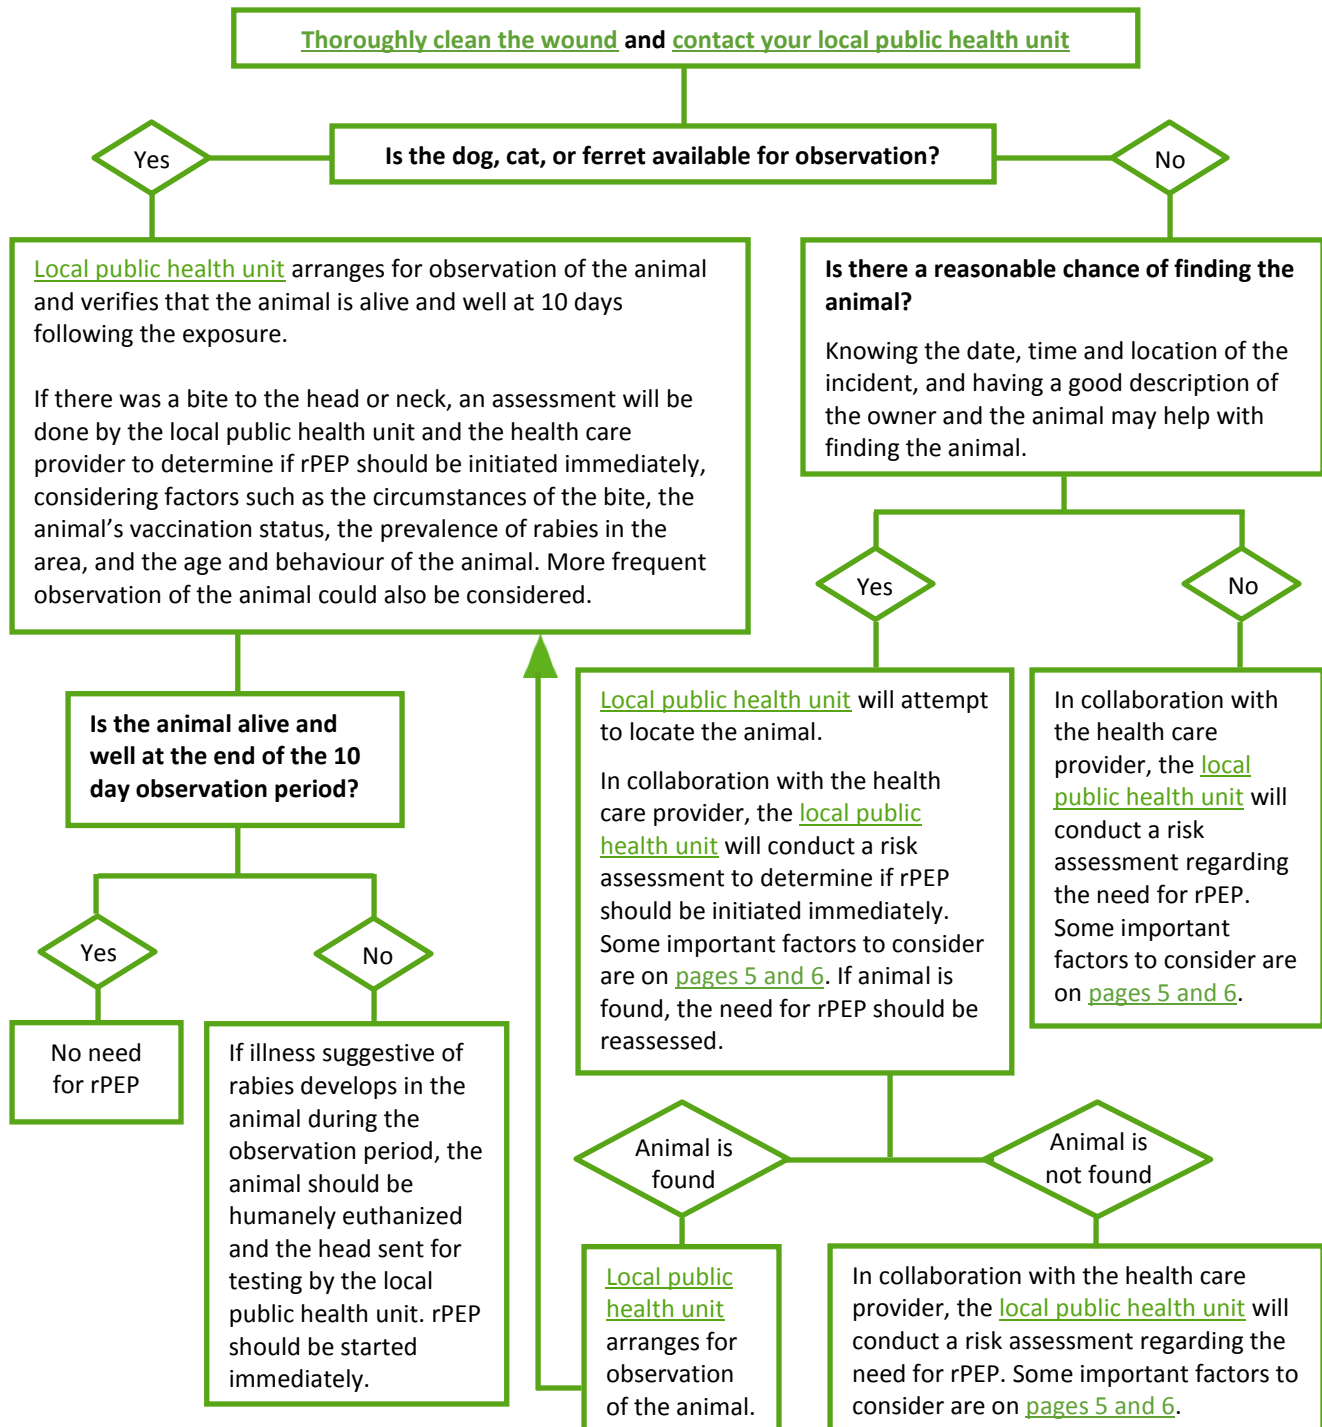 Thoroughly clean the wound and contact your local public health unit
Is the dog, cat, or ferret available for observation?
Yes
No
Local public health unit arranges for observation of the animal
and verifies that the animal is alive and well at 10 days
following the exposure.
If there was a bite to the head or neck, an assessment will be
done by the local public health unit and the health care
provider to determine if rPEP should be initiated immediately,
considering factors such as the circumstances of the bite, the
animal’s vaccination status, the prevalence of rabies in the
area, and the age and behaviour of the animal. More frequent
observation of the animal could also be considered.
Is there a reasonable chance of finding the
animal?
Knowing the date, time and location of the
incident, and having a good description of
the owner and the animal may help with
finding the animal.
Yes
No
Is the animal alive and
well at the end of the 10
day observation period?
Yes
No
No need
for rPEP
If illness suggestive of
rabies develops in the
animal during the
observation period, the
animal should be
humanely euthanized
and the head sent for
testing by the local
public health unit. rPEP
should be started
immediately.
Local public health unit will attempt
to locate the animal.
In collaboration with the health
care provider, the local public
health unit will conduct a risk
assessment to determine if rPEP
should be initiated immediately.
Some important factors to consider
are on pages 5 and 6. If animal is
found, the need for rPEP should be
reassessed.
In collaboration with
the health care
provider, the local
public health unit will
conduct a risk
assessment regarding
the need for rPEP.
Some important
factors to consider are
on pages 5 and 6.
Animal is
found
Animal is
not found
Local public
health unit
arranges for
observation
of the animal.
In collaboration with the health care
provider, the local public health unit will
conduct a risk assessment regarding the
need for rPEP. Some important factors to
consider are on pages 5 and 6.